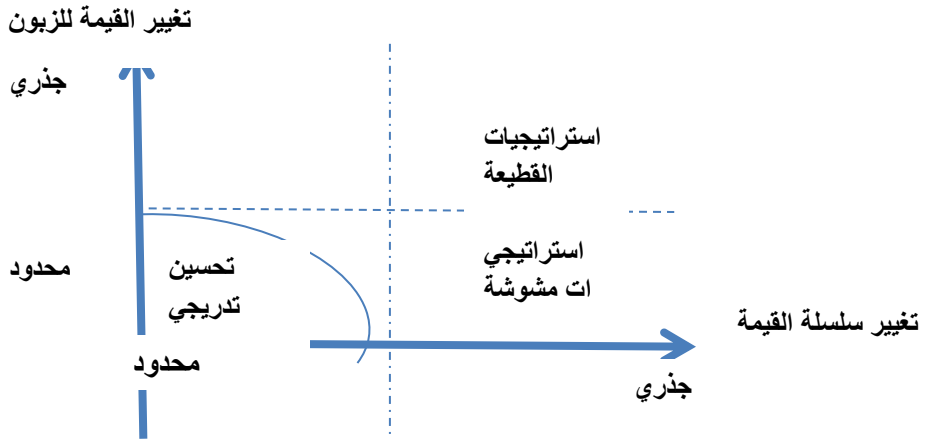 تغيير القيمة للزبون
جذري
استراتيجيات
القطيعة
استراتيجي
ات مشوشة
محدود
تحسين
تدريجي
تغيير سلسلة القيمة
محدود
جذري